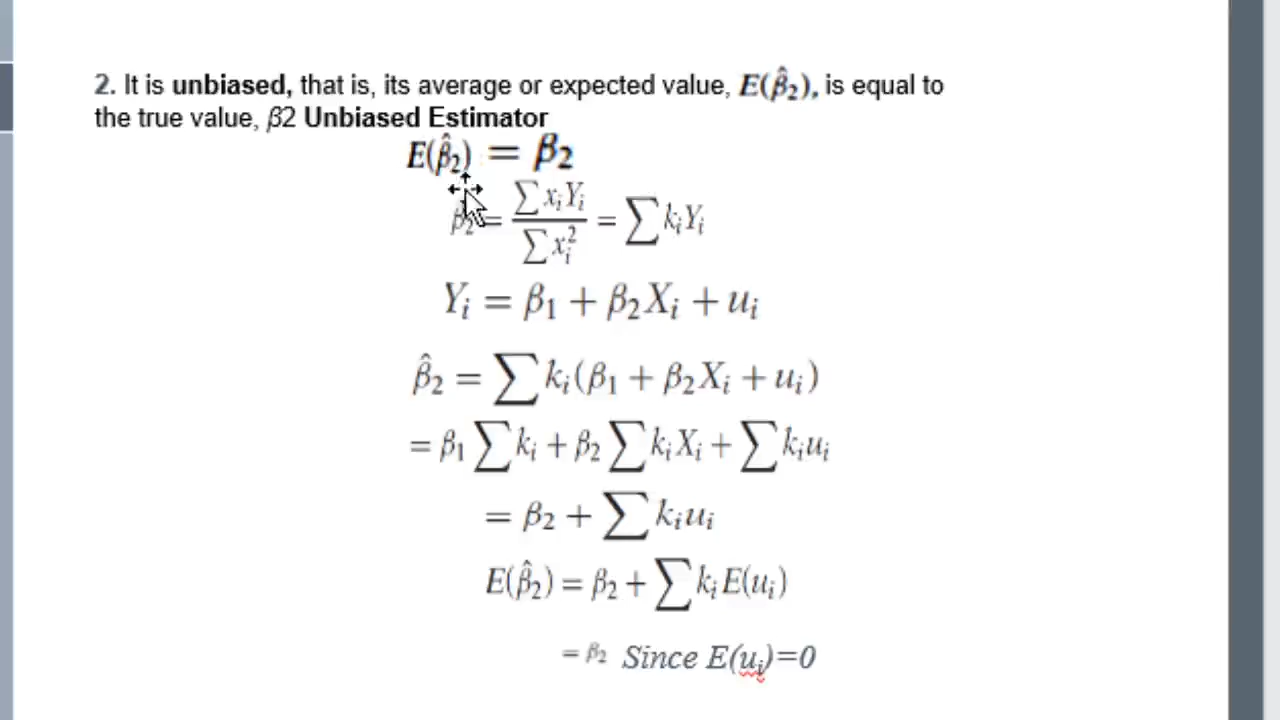 2. It is unbiased, that is, its average or expected value, E(β̂₂), is equal to
the true value, β2 Unbiased Estimator
E(β̂₂) = β₂
β̂₂ = ∑xᵢYᵢ / ∑xᵢ² = ∑kᵢYᵢ
Yᵢ = β₁ + β₂Xᵢ + uᵢ
β̂₂ = ∑ kᵢ(β₁ + β₂Xᵢ + uᵢ)
= β₁ ∑ kᵢ + β₂ ∑ kᵢXᵢ + ∑ kᵢuᵢ
= β₂ + ∑ kᵢuᵢ
E(β̂₂) = β₂ + ∑ kᵢE(uᵢ)
= β₂ Since E(uᵢ)=0